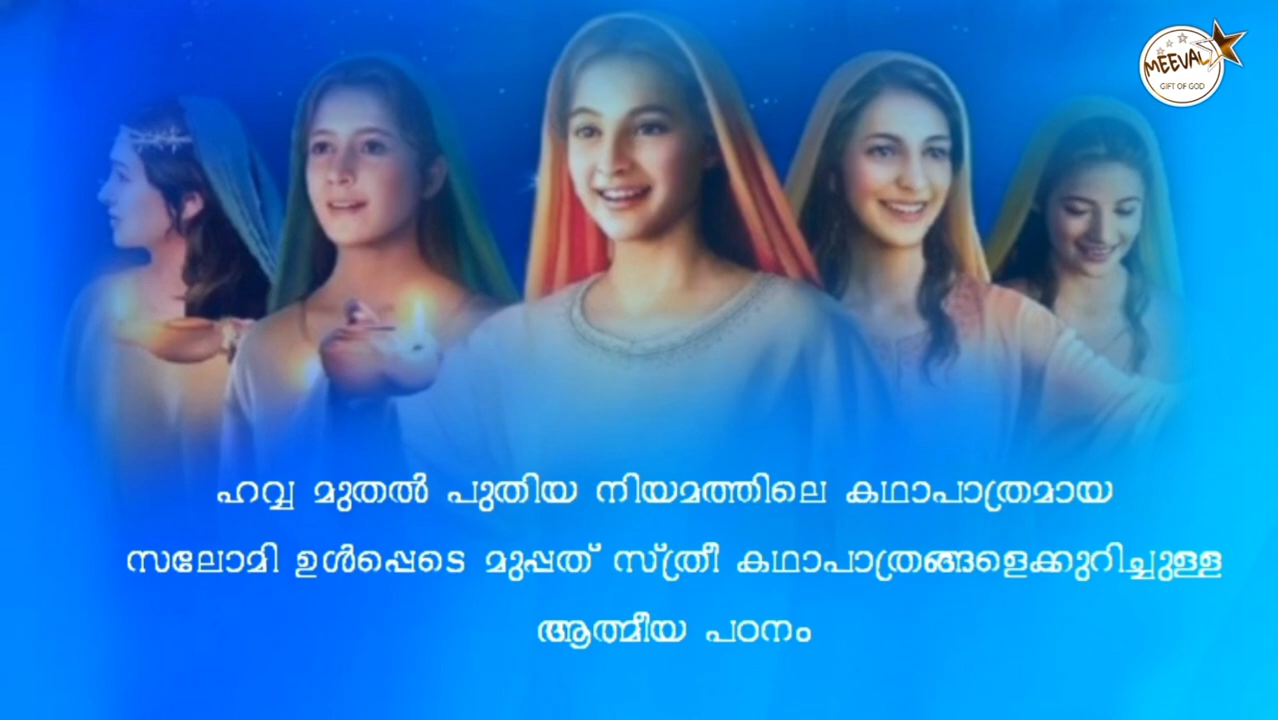 MEEVAL
GIFT OF GOD
ഹവ്വ മുതൽ പുതിയ നിയമത്തിലെ കഥാപാത്രമായ
സലോമി ഉൾപ്പെടെ മുപ്പത് സ്ത്രീ കഥാപാത്രങ്ങളെക്കുറിച്ചുള്ള
ആത്മീയ പഠനം